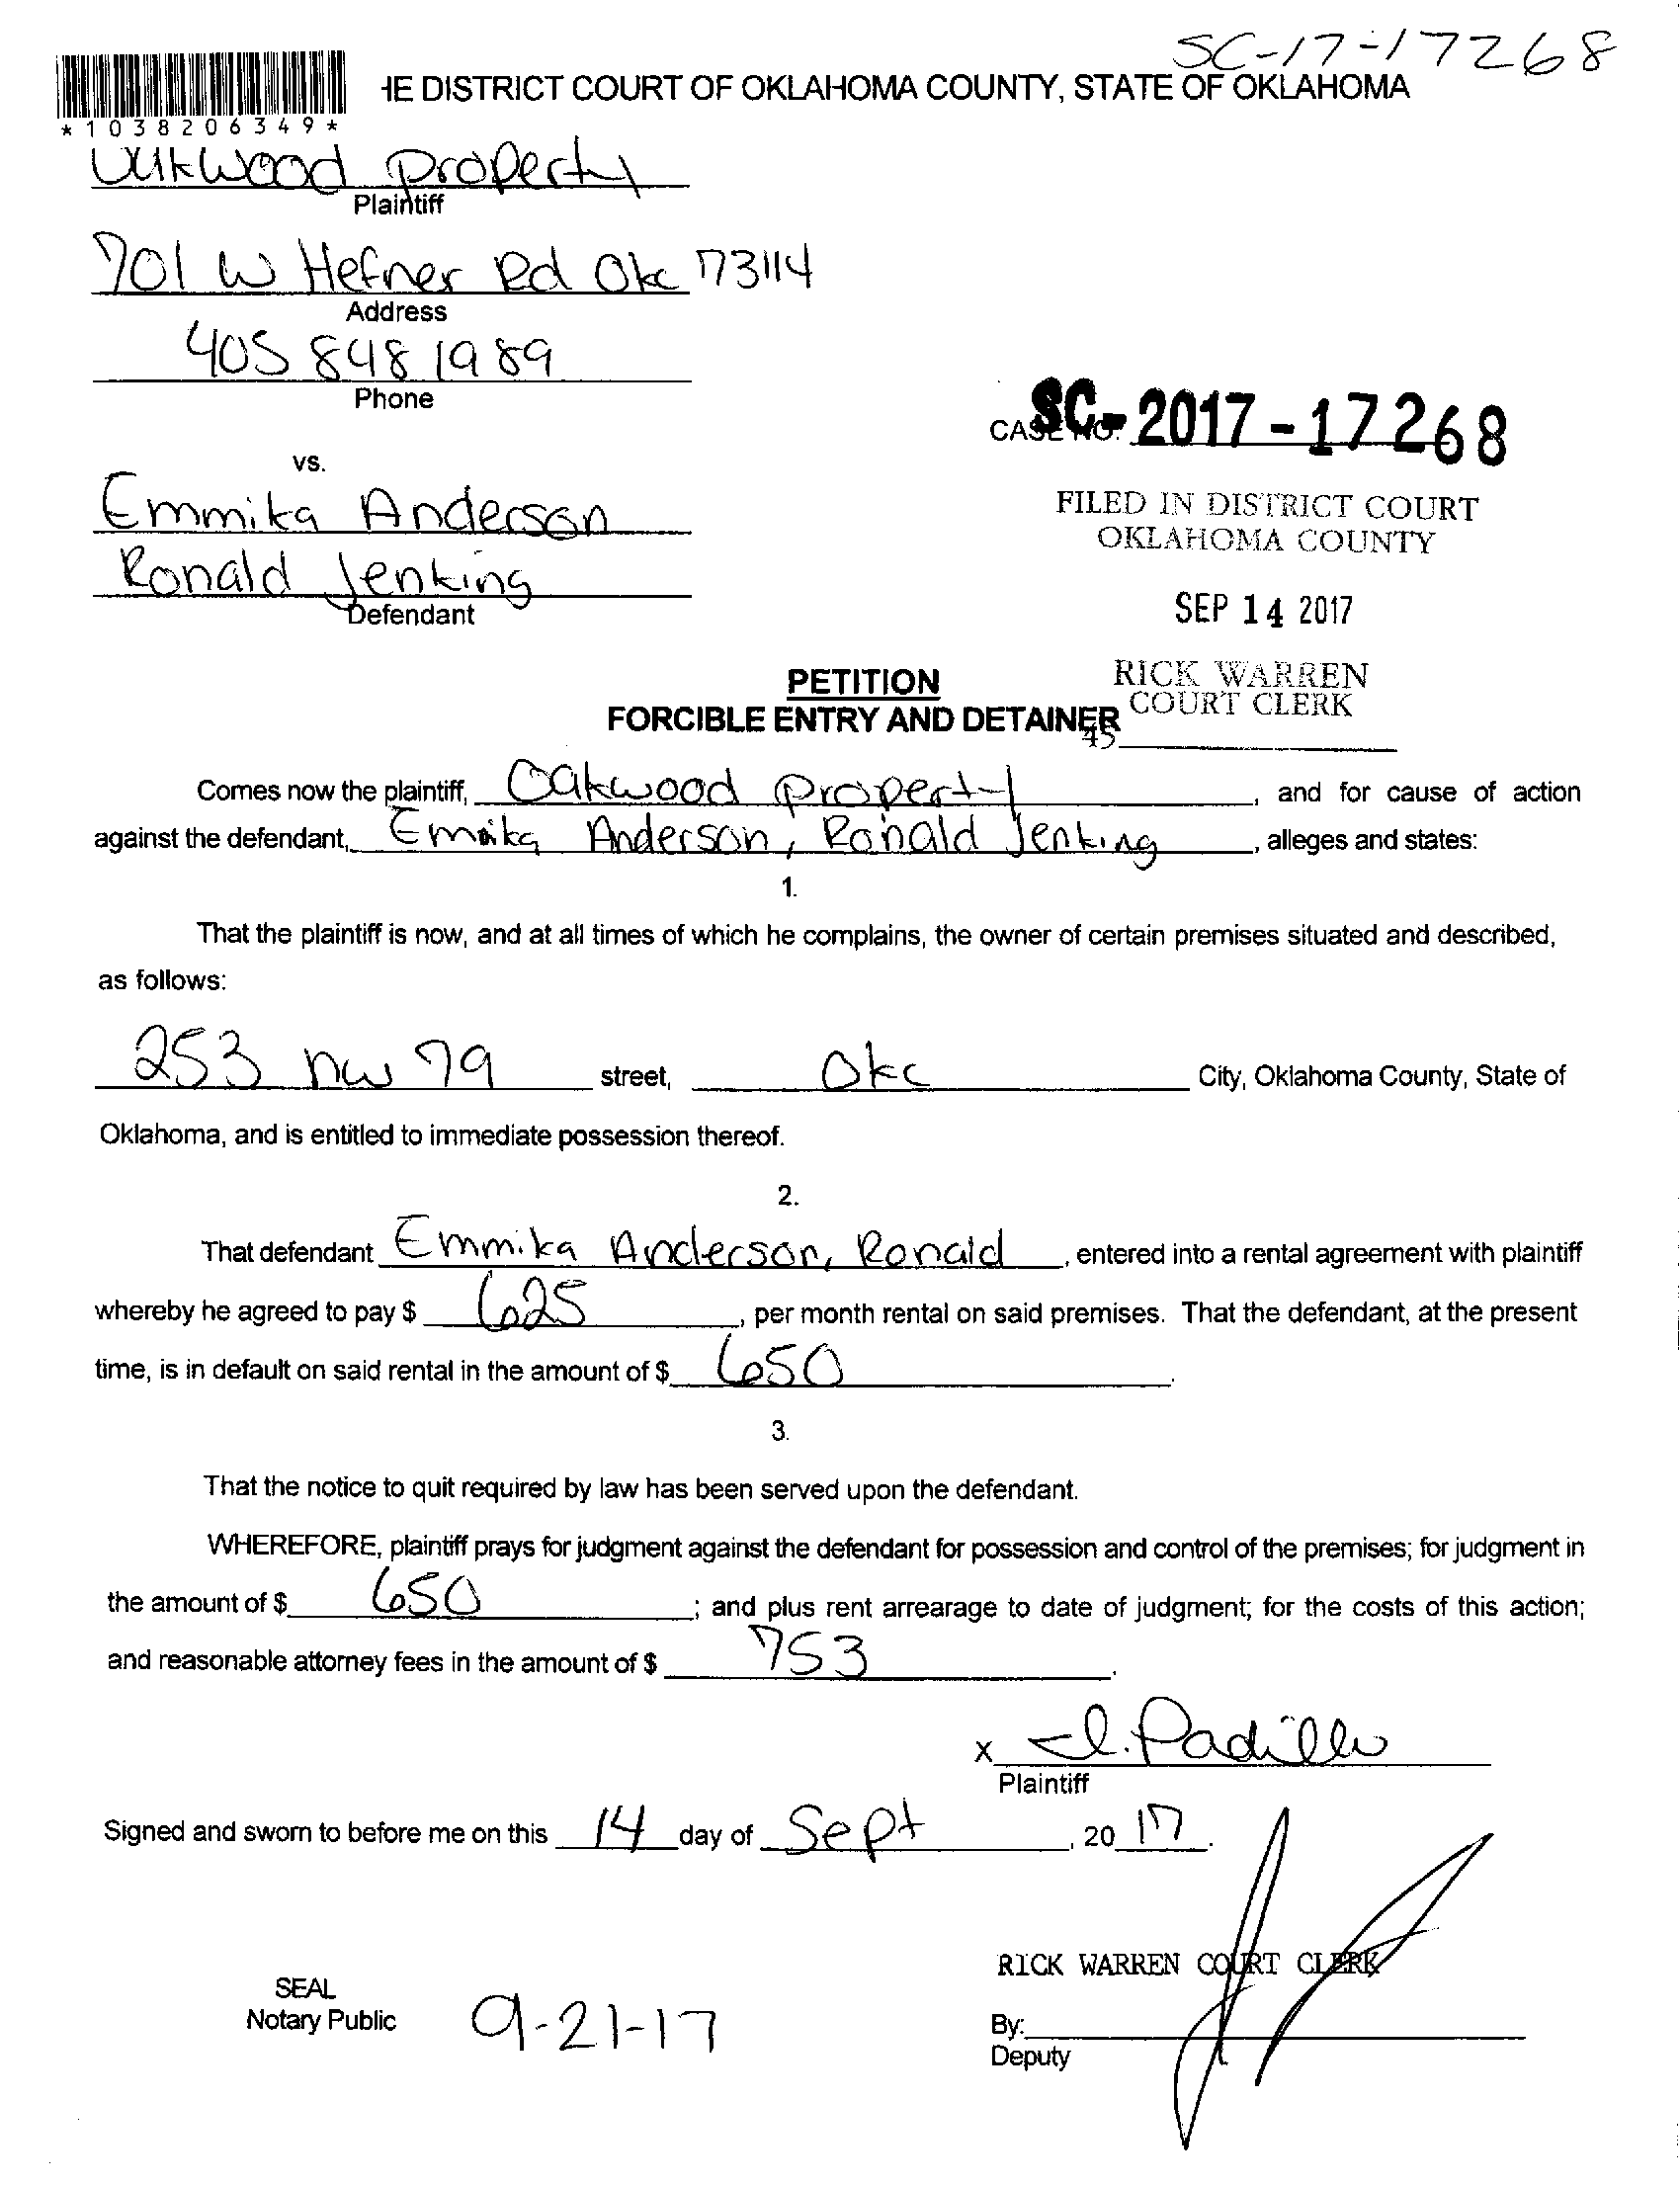 SC-17-17268
HE DISTRICT COURT OF OKLAHOMA COUNTY, STATE OF OKLAHOMA
*1038206349*
Oakwood Property
Plaintiff
701 W Hefner Rd Okc 73114
Address
405 848 1989
Phone
CASE NO. SC-2017-17268
vs.
Emmika Anderson
FILED IN DISTRICT COURT
OKLAHOMA COUNTY
Ronald Jenking
Defendant
SEP 14 2017
PETITION
RICK WARREN
COURT CLERK
FORCIBLE ENTRY AND DETAINER
45
Comes now the plaintiff, Oakwood Property, and for cause of action
against the defendant, Emika Anderson, Ronald Jenking, alleges and states:
1.
That the plaintiff is now, and at all times of which he complains, the owner of certain premises situated and described,
as follows:
253 nw 79 street, Okc City, Oklahoma County, State of
Oklahoma, and is entitled to immediate possession thereof.
2.
That defendant Emmika Anderson, Ronald, entered into a rental agreement with plaintiff
whereby he agreed to pay $ 625, per month rental on said premises. That the defendant, at the present
time, is in default on said rental in the amount of $ 650.
3.
That the notice to quit required by law has been served upon the defendant.
WHEREFORE, plaintiff prays for judgment against the defendant for possession and control of the premises; for judgment in
the amount of $ 650; and plus rent arrearage to date of judgment; for the costs of this action;
and reasonable attorney fees in the amount of $ 753.
x I. Padilla
Plaintiff
Signed and sworn to before me on this 14 day of Sept, 20 17.
RICK WARREN COURT CLERK
SEAL
Notary Public
9-21-17
By:
Deputy